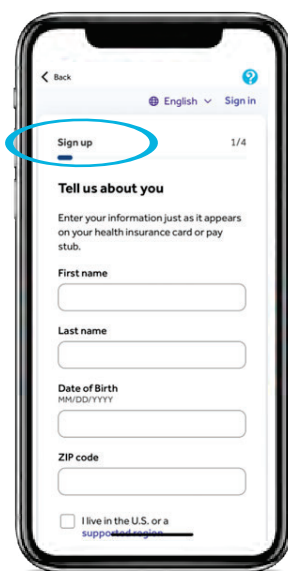 Back
?
English Sign in
Sign up 1/4
Tell us about you
Enter your information just as it appears
on your health insurance card or pay
stub.
First name
Last name
Date of Birth
MM/DD/YYYY
ZIP code
I live in the U.S. or a
supported region